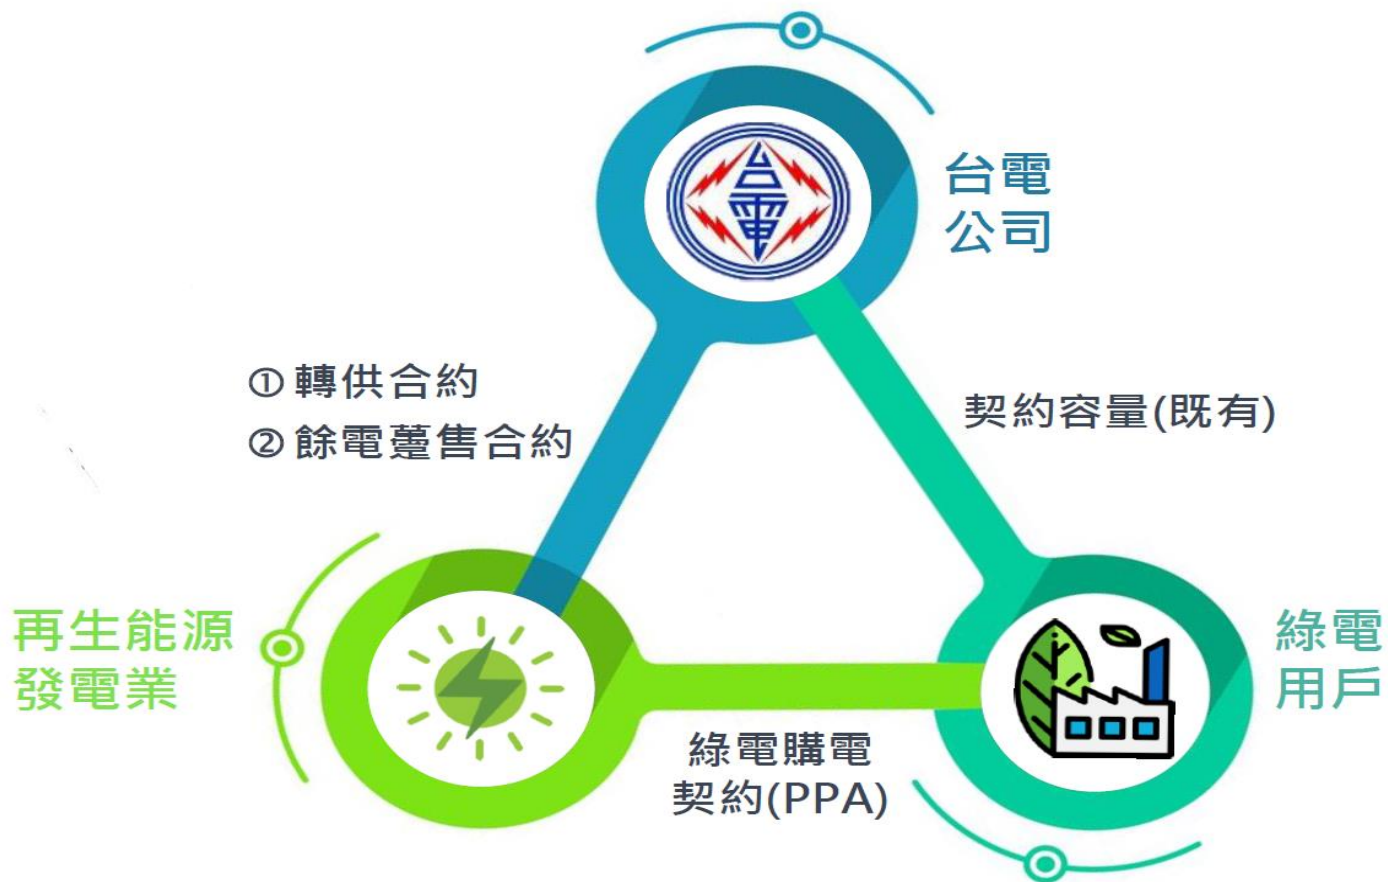 台電
台電
公司
① 轉供合約
② 餘電躉售合約
契約容量(既有)
再生能源
發電業
綠電
用戶
綠電購電
契約(PPA)